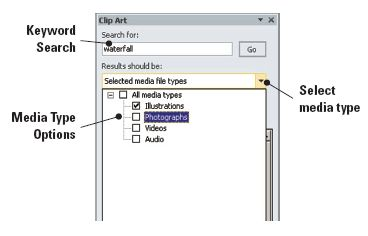 Clip Art
Keyword
Search
Search for:
waterfall
Go
Results should be:
Selected media file types
Select
media type
All media types
Illustrations
Media Type
Options
Photographs
Videos
Audio